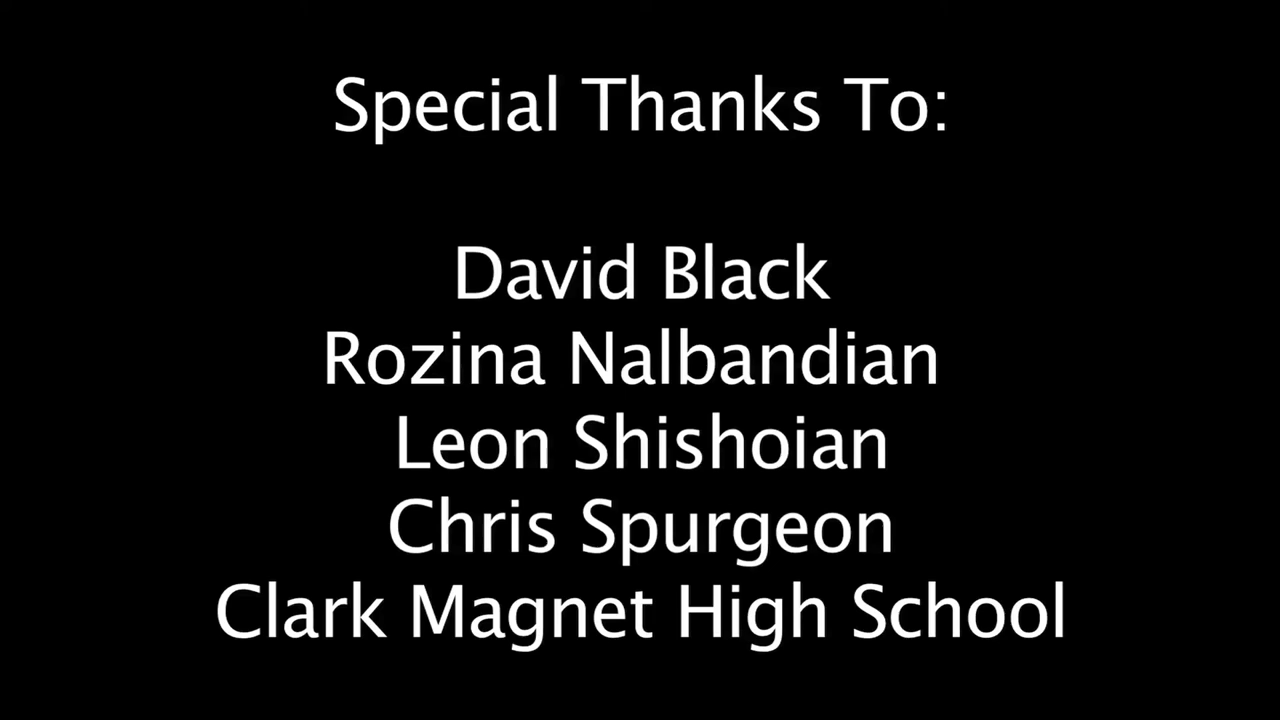 Special Thanks To:
David Black
Rozina Nalbandian
Leon Shishoian
Chris Spurgeon
Clark Magnet High School